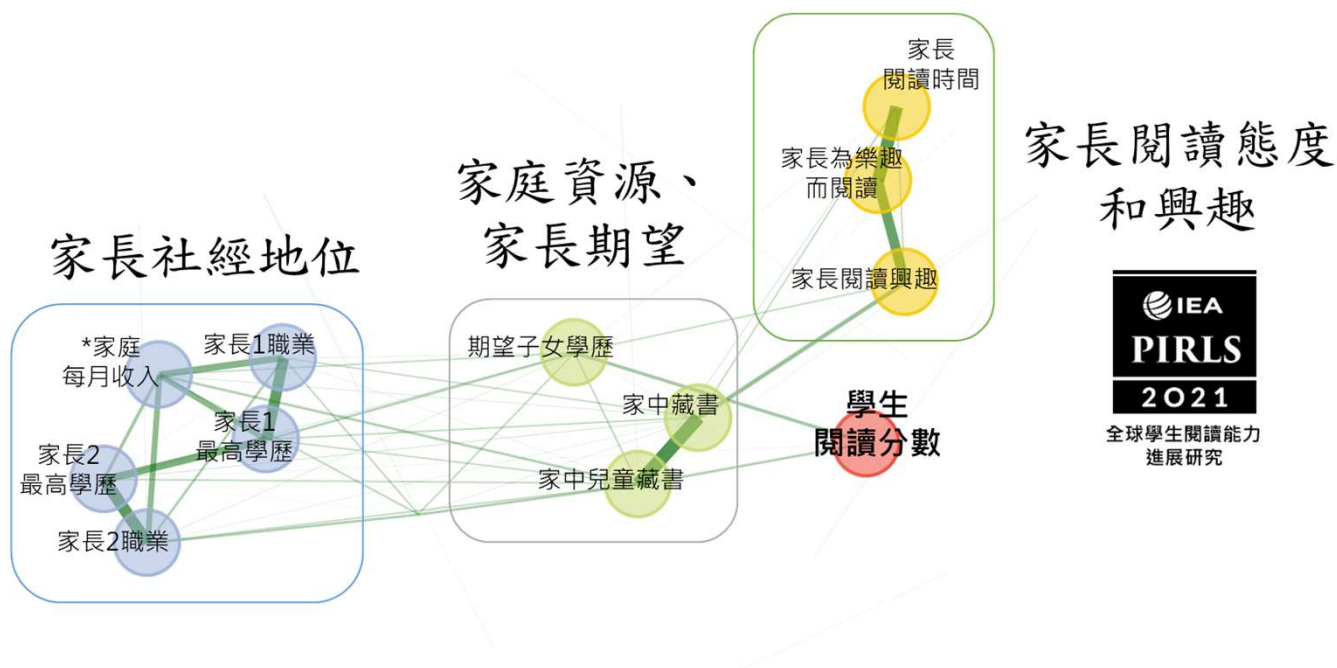 家長社經地位
*家庭
每月收入
家長1職業
家長1
最高學歷
家長2
最高學歷
家長2職業
家庭資源、
家長期望
期望子女學歷
家中藏書
家中兒童藏書
家長
閱讀時間
家長為樂趣
而閱讀
家長閱讀興趣
學生
閱讀分數
家長閱讀態度
和興趣
IEA
PIRLS
2021
全球學生閱讀能力
進展研究